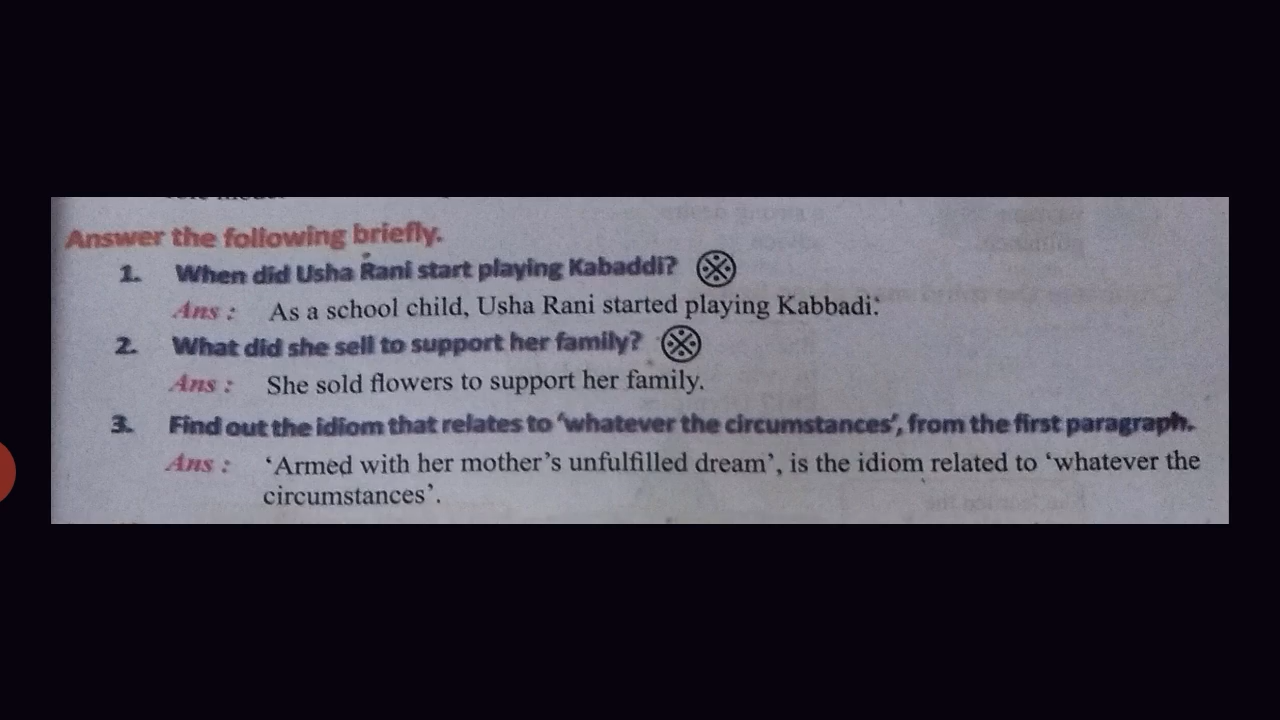 Answer the following briefly.
1. When did Usha Rani start playing Kabaddi?
Ans : As a school child, Usha Rani started playing Kabbadi.
2. What did she sell to support her family?
Ans : She sold flowers to support her family.
3. Find out the idiom that relates to ‘whatever the circumstances’, from the first paragraph.
Ans : ‘Armed with her mother’s unfulfilled dream’, is the idiom related to ‘whatever the
circumstances’.